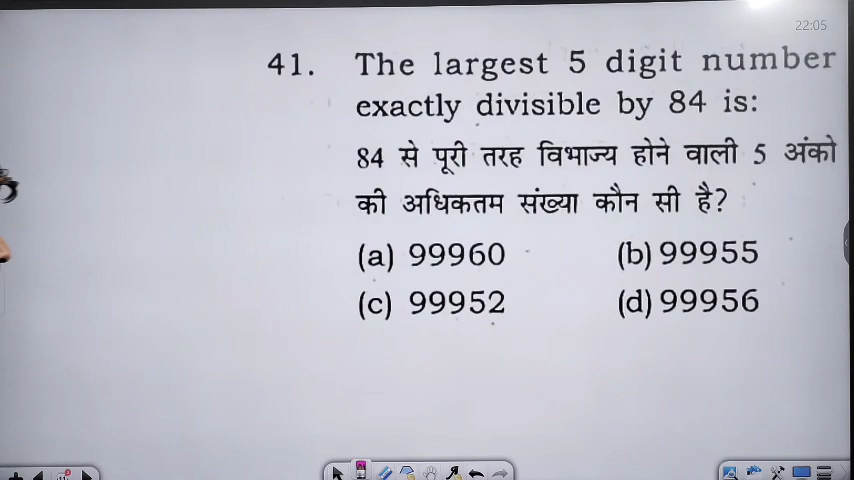 22:05
41. The largest 5 digit number
exactly divisible by 84 is:
84 से पूरी तरह विभाज्य होने वाली 5 अंको
की अधिकतम संख्या कौन सी है?
(a) 99960 (b) 99955
(c) 99952 (d) 99956